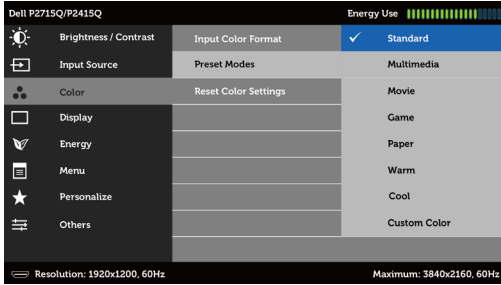 Dell P2715Q/P2415Q
Energy Use
Brightness / Contrast
Input Color Format
Standard
Input Source
Preset Modes
Multimedia
Color
Reset Color Settings
Movie
Display
Game
Energy
Paper
Menu
Warm
Personalize
Cool
Others
Custom Color
Resolution: 1920x1200, 60Hz
Maximum: 3840x2160, 60Hz